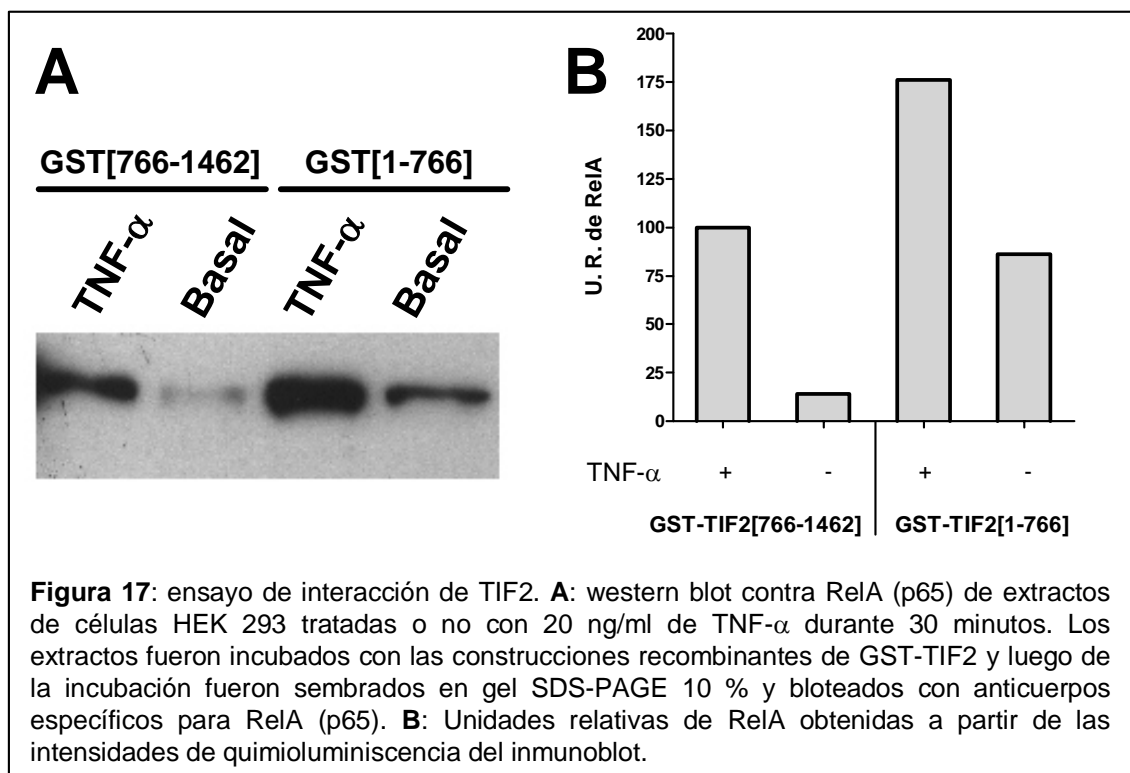 A
GST[766-1462] GST[1-766]
TNF-α Basal TNF-α Basal
B
U. R. de RelA
200
175
150
125
100
75
50
25
0
TNF-α + - + -
GST-TIF2[766-1462] GST-TIF2[1-766]
Figura 17: ensayo de interacción de TIF2. A: western blot contra RelA (p65) de extractos
de células HEK 293 tratadas o no con 20 ng/ml de TNF-α durante 30 minutos. Los
extractos fueron incubados con las construcciones recombinantes de GST-TIF2 y luego de
la incubación fueron sembrados en gel SDS-PAGE 10 % y bloteados con anticuerpos
específicos para RelA (p65). B: Unidades relativas de RelA obtenidas a partir de las
intensidades de quimioluminiscencia del inmunoblot.